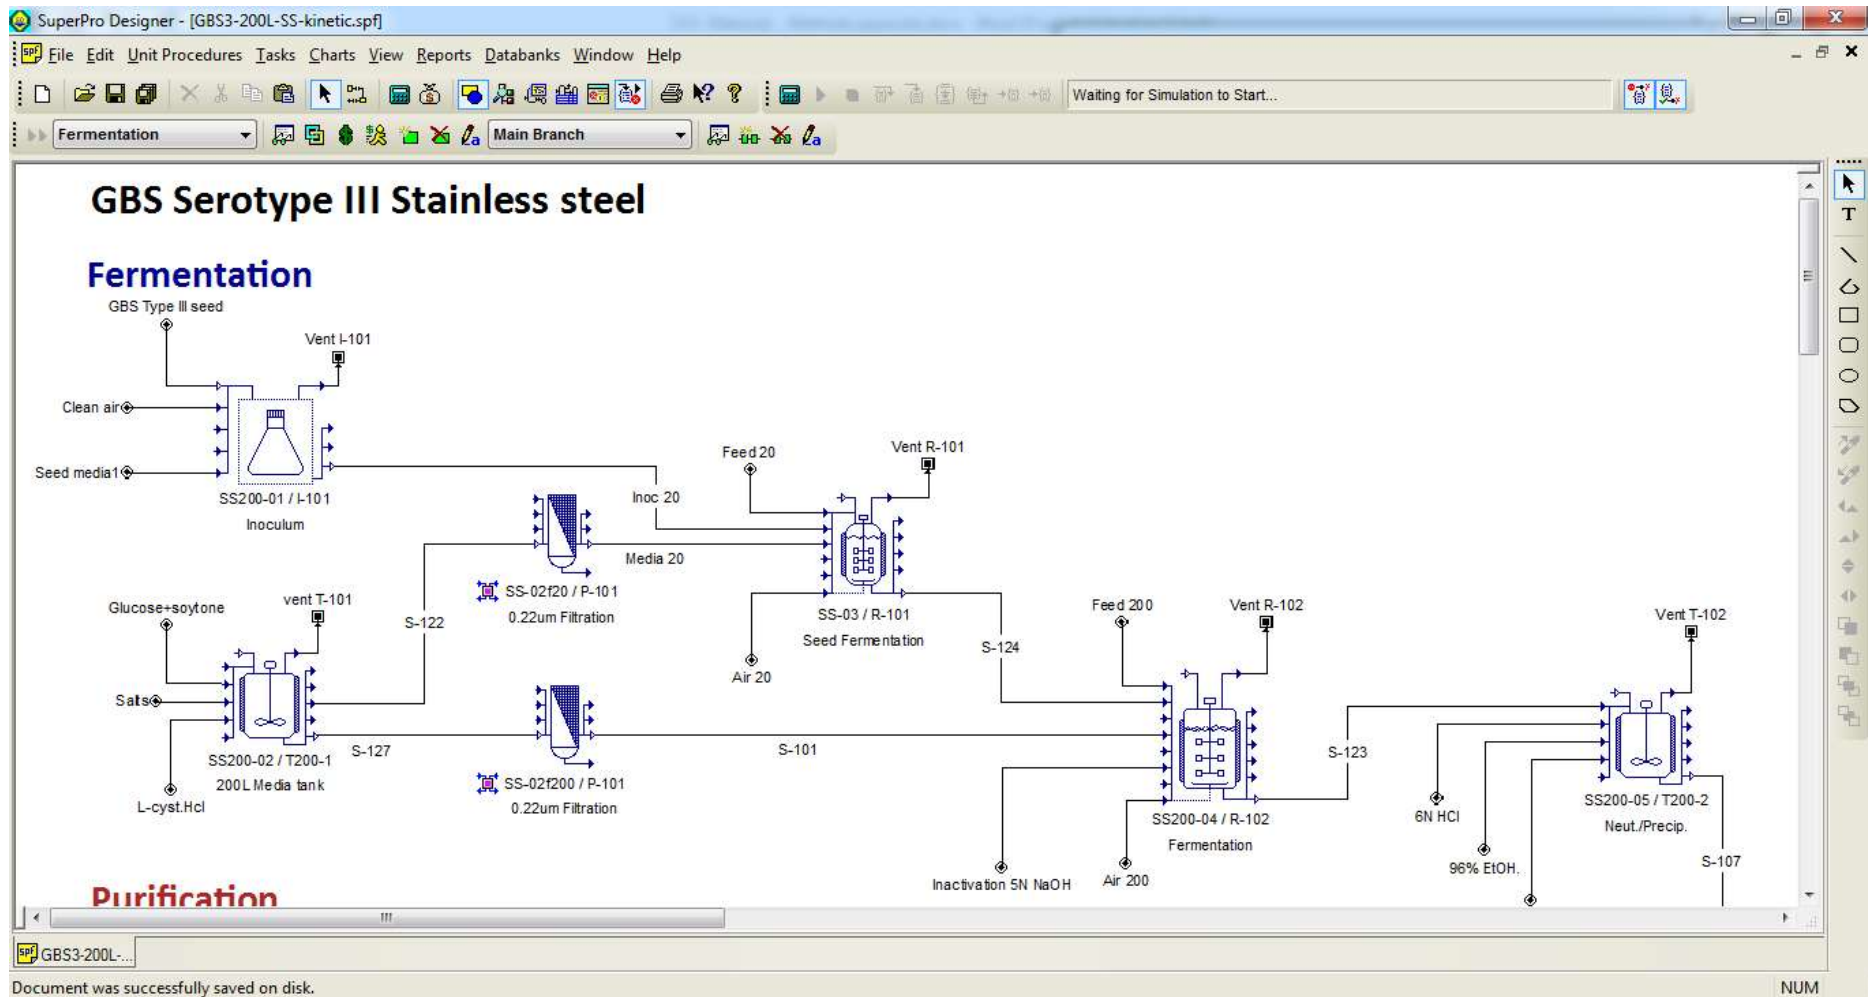 SuperPro Designer - [GBS3-200L-SS-kinetic.spf]
File Edit Unit Procedures Tasks Charts View Reports Databanks Window Help
Waiting for Simulation to Start...
Fermentation
Main Branch
GBS Serotype III Stainless steel
Fermentation
GBS Type III seed
Vent I-101
Clean air
Seed media1
SS200-01 / I-101
Inoculum
Feed 20
Vent R-101
Inoc 20
Media 20
SS-02f20 / P-101
0.22um Filtration
SS-03 / R-101
Seed Fermentation
Air 20
S-122
S-124
Glucose+soytone
vent T-101
Salts
SS200-02 / T200-1
200L Media tank
L-cyst.Hcl
S-127
S-101
SS-02f200 / P-101
0.22um Filtration
Feed 200
Vent R-102
SS200-04 / R-102
Fermentation
Inactivation 5N NaOH
Air 200
S-123
Vent T-102
6N HCl
96% EtOH.
SS200-05 / T200-2
Neut./Precip.
S-107
Purification
GBS3-200L-...
Document was successfully saved on disk.
NUM